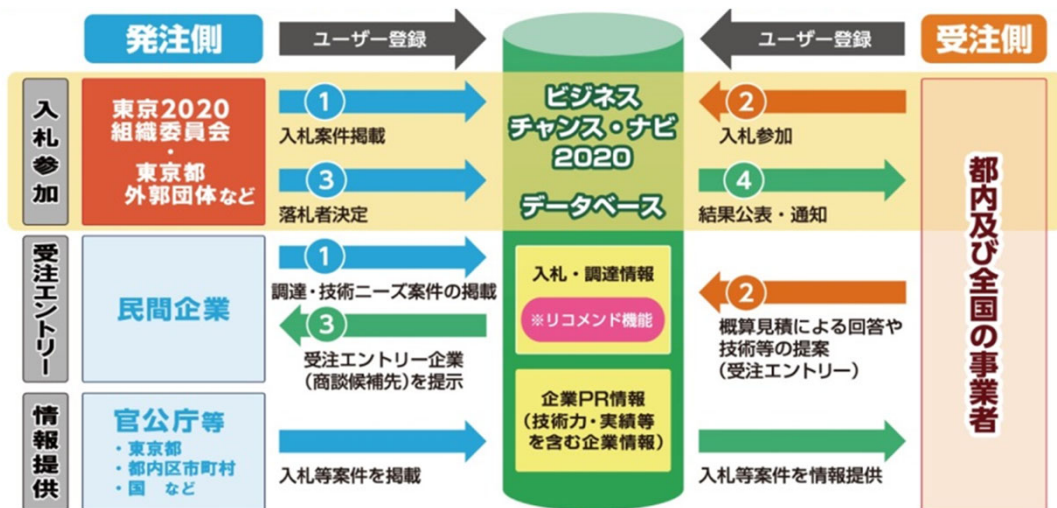 発注側
ユーザー登録
ユーザー登録
受注側
入札参加
東京2020
組織委員会
・
東京都
外郭団体など
1
入札案件掲載
3
落札者決定
ビジネス
チャンス・ナビ
2020
データベース
2
入札参加
4
結果公表・通知
都内及び全国の事業者
受注エントリー
民間企業
1
調達・技術ニーズ案件の掲載
3
受注エントリー企業
(商談候補先)を提示
入札・調達情報
※リコメンド機能
2
概算見積による回答や
技術等の提案
(受注エントリー)
情報提供
官公庁等
・東京都
・都内区市町村
・国 など
入札等案件を掲載
企業PR情報
(技術力・実績等
を含む企業情報)
入札等案件を情報提供